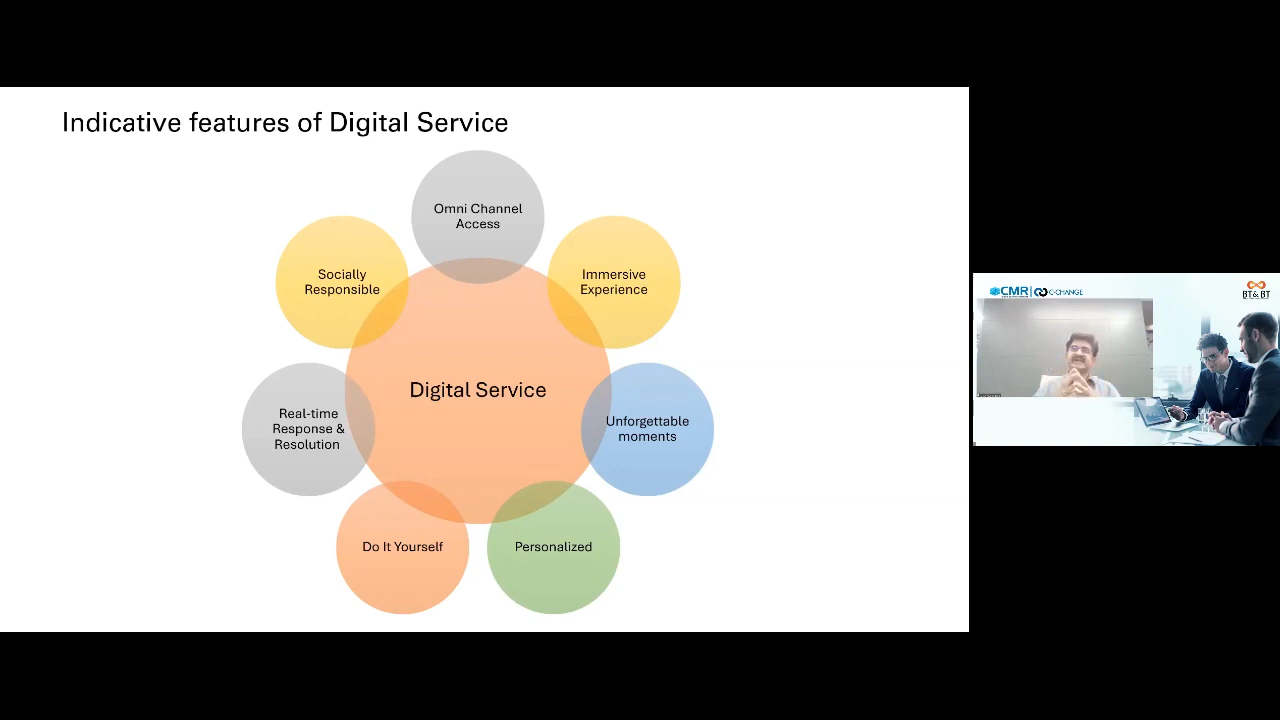 Indicative features of Digital Service
Omni Channel
Access
Socially
Responsible
Immersive
Experience
Digital Service
Real-time
Response &
Resolution
Unforgettable
moments
Do It Yourself
Personalized
CMR
C-CHANGE
BT&BT